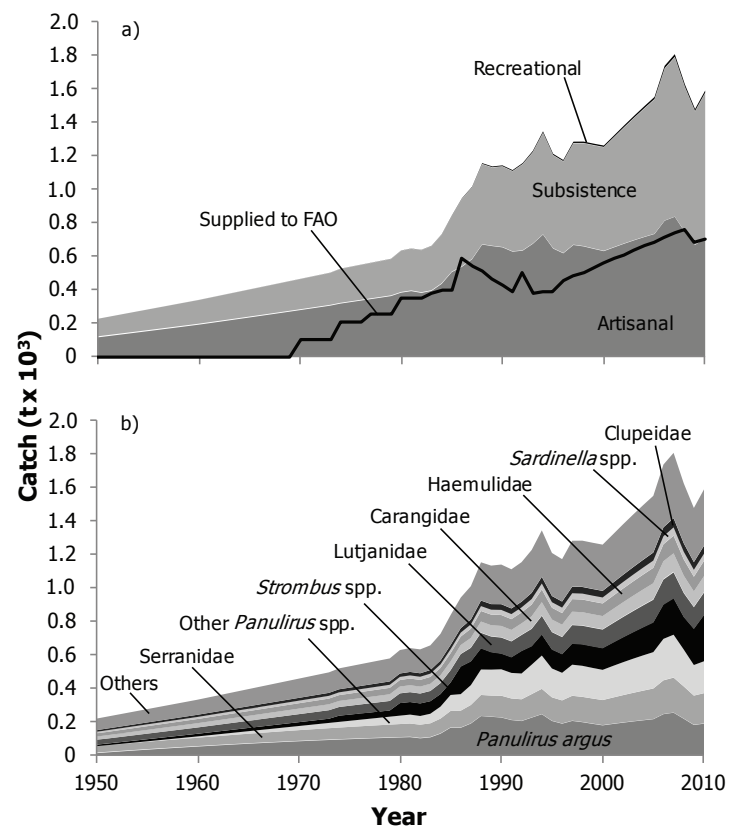 2.0
a)
1.8
Recreational
1.6
1.4
1.2
1.0
Subsistence
0.8
Supplied to FAO
0.6
0.4
Artisanal
0.2
0
Catch (t x 10³)
2.0
b)
Clupeidae
1.8
Sardinella spp.
1.6
Haemulidae
1.4
Carangidae
1.2
Lutjanidae
1.0
Strombus spp.
0.8
Other Panulirus spp.
0.6
Serranidae
0.4
Others
0.2
Panulirus argus
0
1950 1960 1970 1980 1990 2000 2010
Year